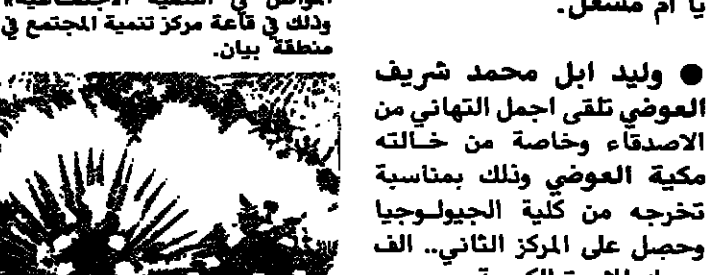 يا ام مشعل.
● وليد ابل محمد شريف
العوضي تلقى اجمل التهاني من
الاصدقاء وخاصة من خالته
مكية العوضي وذلك بمناسبة
تخرجه من كلية الجيولوجيا
وحصل على المركز الثاني.. الف
وذلك في قاعة مركز تنمية المجتمع في
منطقة بيان.